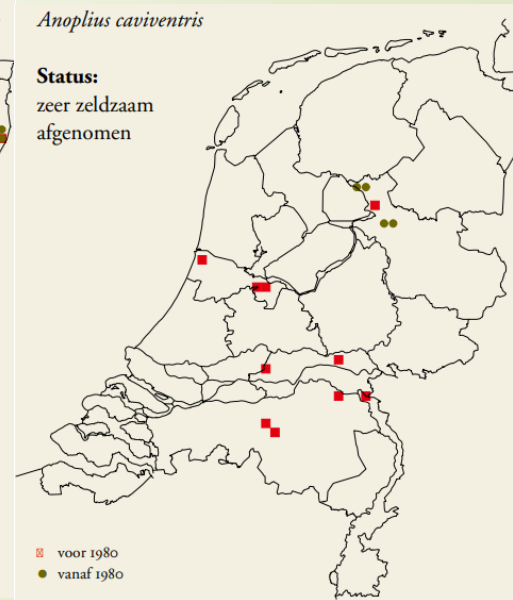 Anoplius caviventris
Status:
zeer zeldzaam
afgenomen
voor 1980
vanaf 1980